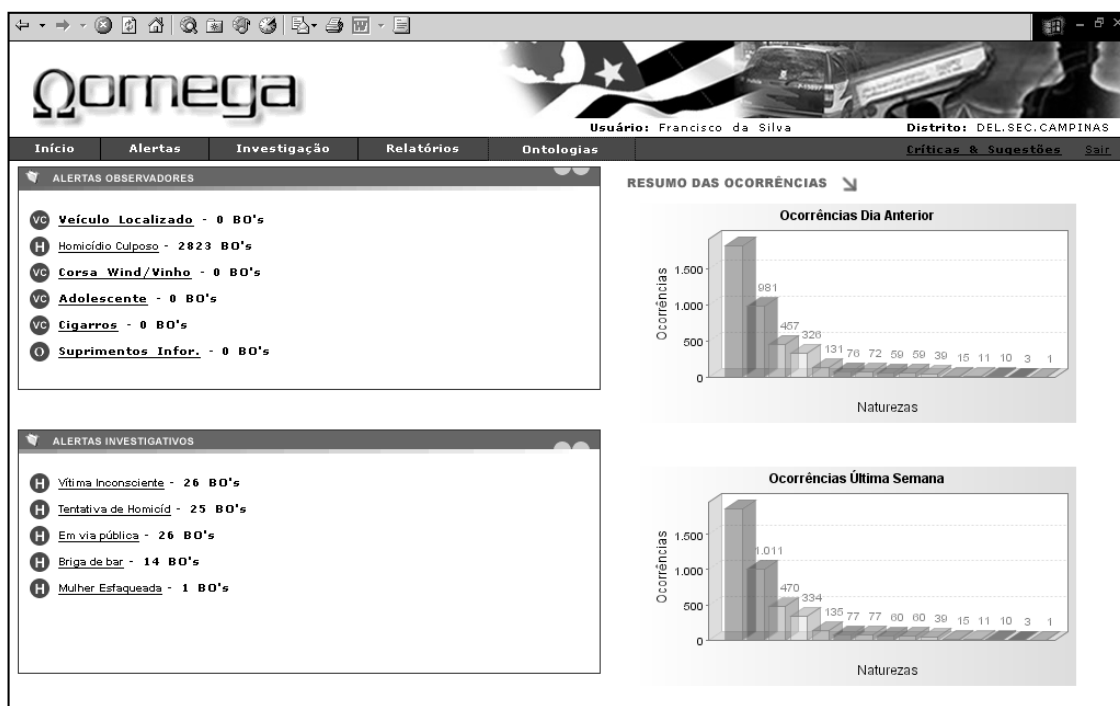 Ωomega
Usuário: Francisco da Silva Distrito: DEL.SEC.CAMPINAS
Início Alertas Investigação Relatórios Ontologias Críticas & Sugestões Sair
ALERTAS OBSERVADORES
VC Veículo Localizado - 0 BO's
H Homicídio Culposo - 2823 BO's
VC Corsa Wind/Vinho - 0 BO's
VC Adolescente - 0 BO's
VC Cigarros - 0 BO's
O Suprimentos Infor. - 0 BO's
RESUMO DAS OCORRÊNCIAS
Ocorrências Dia Anterior
Ocorrências
1.500
1.000
500
0
981 457 326 131 76 72 59 59 39 15 11 10 3 1
Naturezas
ALERTAS INVESTIGATIVOS
H Vítima Inconsciente - 26 BO's
H Tentativa de Homicíd - 25 BO's
H Em via pública - 26 BO's
H Briga de bar - 14 BO's
H Mulher Esfaqueada - 1 BO's
Ocorrências Última Semana
Ocorrências
1.500
1.000
500
0
1.011 470 334 135 77 77 60 60 39 15 11 10 3 1
Naturezas